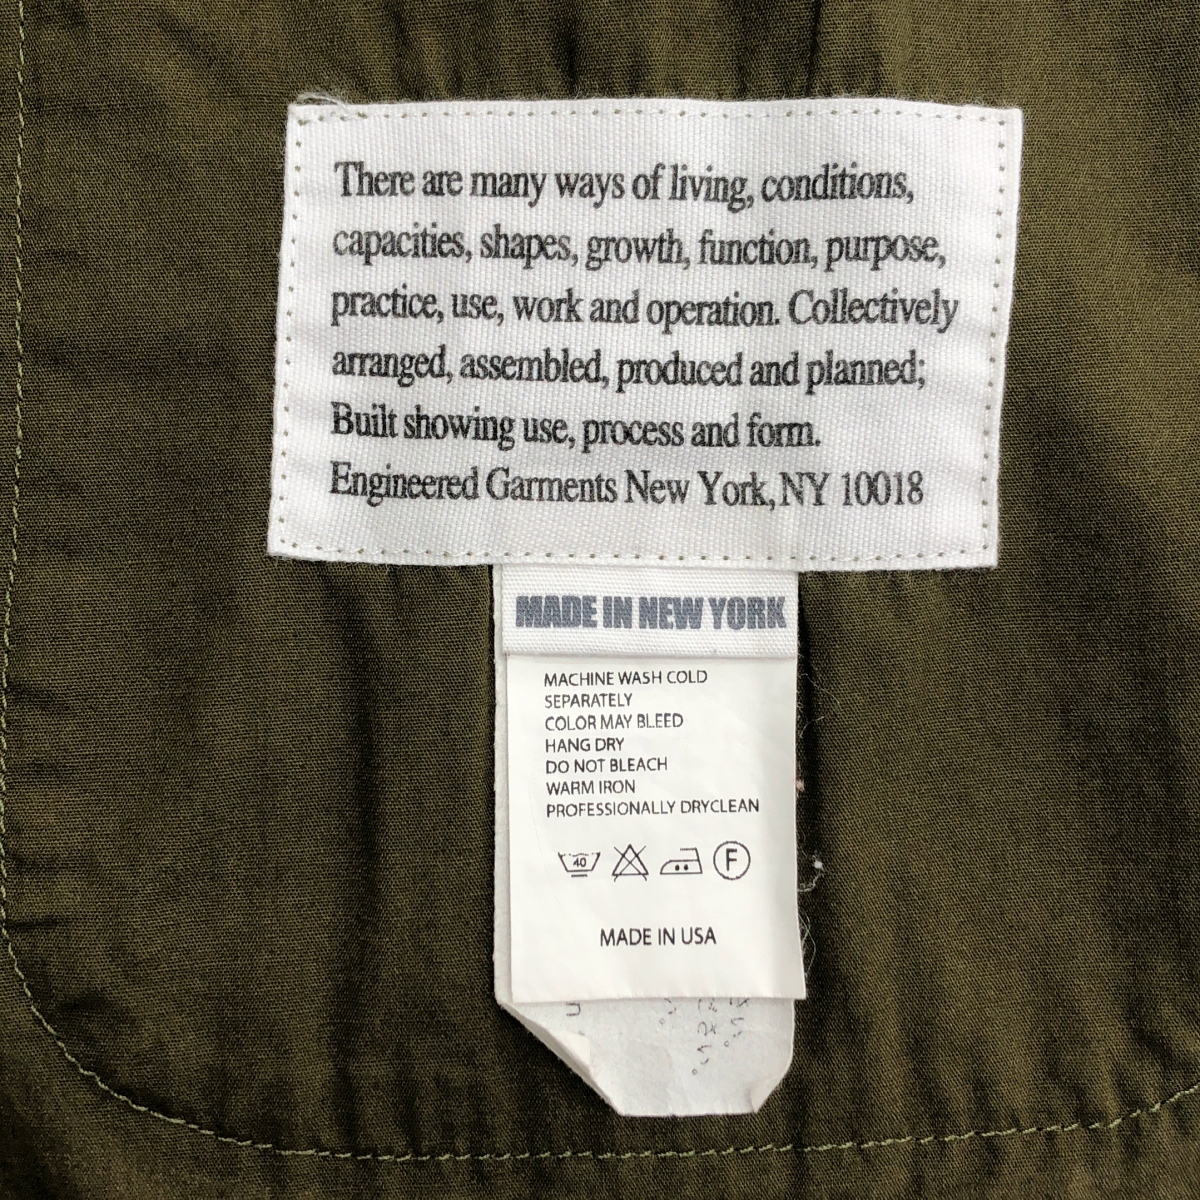 There are many ways of living, conditions,
capacities, shapes, growth, function, purpose,
practice, use, work and operation. Collectively
arranged, assembled, produced and planned;
Built showing use, process and form.
Engineered Garments New York, NY 10018
MADE IN NEW YORK
MACHINE WASH COLD
SEPARATELY
COLOR MAY BLEED
HANG DRY
DO NOT BLEACH
WARM IRON
PROFESSIONALLY DRYCLEAN
40 F
MADE IN USA